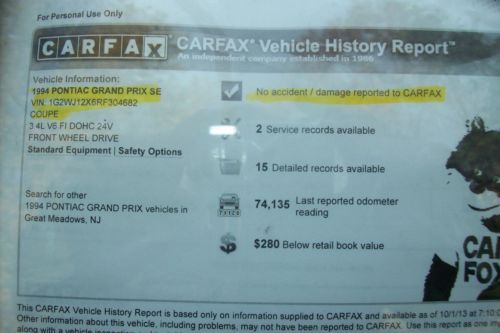 For Personal Use Only
CARFAX CARFAX® Vehicle History Report™
An independent company established in 1986
Vehicle Information:
1994 PONTIAC GRAND PRIX SE
VIN: 1G2WJ12X6RF304682
COUPE
3.4L V6 FI DOHC 24V
FRONT WHEEL DRIVE
Standard Equipment | Safety Options
No accident / damage reported to CARFAX
2 Service records available
15 Detailed records available
Search for other
1994 PONTIAC GRAND PRIX vehicles in
Great Meadows, NJ
74,135 Last reported odometer
reading
$280 Below retail book value
CAR
FOX
This CARFAX Vehicle History Report is based only on information supplied to CARFAX and available as of 10/1/13 at
Other information about this vehicle, including problems, may not have been reported to CARFAX. Use this report as one
along with a vehicle